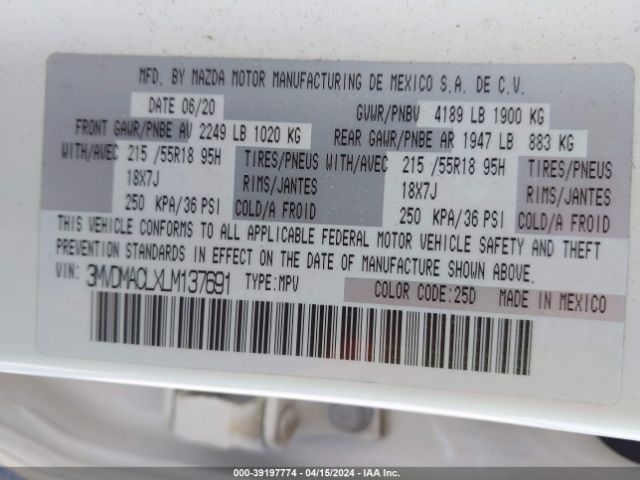 MFD. BY MAZDA MOTOR MANUFACTURING DE MEXICO S.A. DE C.V.
DATE 06/20 GVWR/PNBV 4189 LB 1900 KG
FRONT GAWR/PNBE AV 2249 LB 1020 KG REAR GAWR/PNBE AR 1947 LB 883 KG
WITH/AVEC 215 /55R18 95H TIRES/PNEUS WITH/AVEC 215 /55R18 95H TIRES/PNEUS
18X7J RIMS/JANTES 18X7J RIMS/JANTES
250 KPA/36 PSI COLD/A FROID 250 KPA/36 PSI COLD/A FROID
THIS VEHICLE CONFORMS TO ALL APPLICABLE FEDERAL MOTOR VEHICLE SAFETY AND THEFT
PREVENTION STANDARDS IN EFFECT ON THE DATE OF MANUFACTURE SHOWN ABOVE.
VIN: 3MVDMACLXLM137691 TYPE:MPV COLOR CODE:25D MADE IN MEXICO
000-39197774 - 04/15/2024 - IAA Inc.